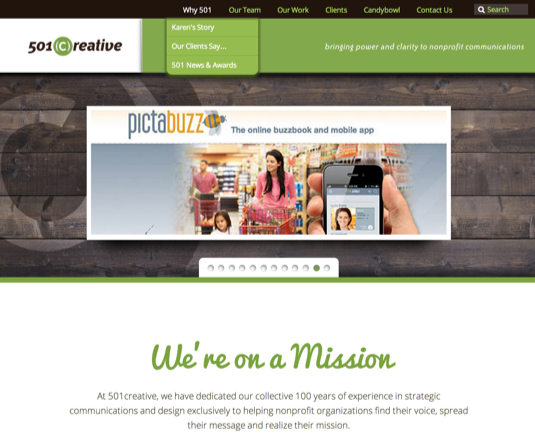 Why 501 Our Team Our Work Clients Candybowl Contact Us Search
Karen's Story
Our Clients Say...
501 News & Awards
501 Creative
bringing power and clarity to nonprofit communications
pictabuzz The online buzzbook and mobile app
We're on a Mission
At 501creative, we have dedicated our collective 100 years of experience in strategic
communications and design exclusively to helping nonprofit organizations find their voice, spread
their message and realize their mission.